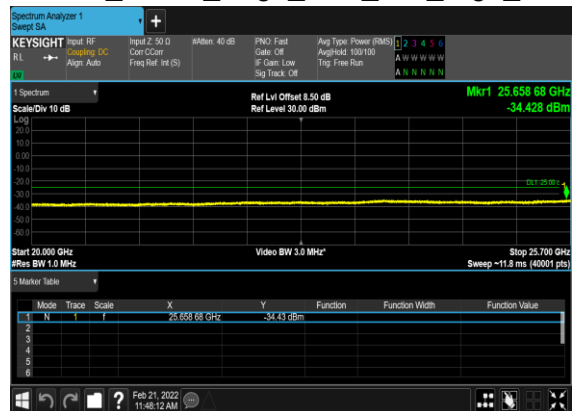 Spectrum Analyzer 1
Swept SA
+
KEYSIGHT Input: RF Input Z: 50 Ω #Atten: 40 dB PNO: Fast Avg Type: Power (RMS) 1 2 3 4 5 6
RL Coupling: DC Corr CCorr Gate: Off Avg|Hold: 100/100 A W W W W W
Align: Auto Freq Ref: Int (S) IF Gain: Low Trig: Free Run
Sig Track: Off A N N N N N
1 Spectrum Ref Lvl Offset 8.50 dB Mkr1 25.658 68 GHz
Scale/Div 10 dB Ref Level 30.00 dBm -34.428 dBm
Log
20.0
10.0
0.00
-10.0
-20.0
-30.0
-40.0
-50.0
-60.0
1
Start 20.000 GHz Video BW 3.0 MHz* Stop 25.700 GHz
#Res BW 1.0 MHz Sweep ~11.8 ms (40001 pts)
5 Marker Table
Mode Trace Scale X Y Function Function Width Function Value
1 N 1 f 25.658 68 GHz -34.43 dBm
2
3
4
5
6
? Feb 21, 2022
11:48:12 AM